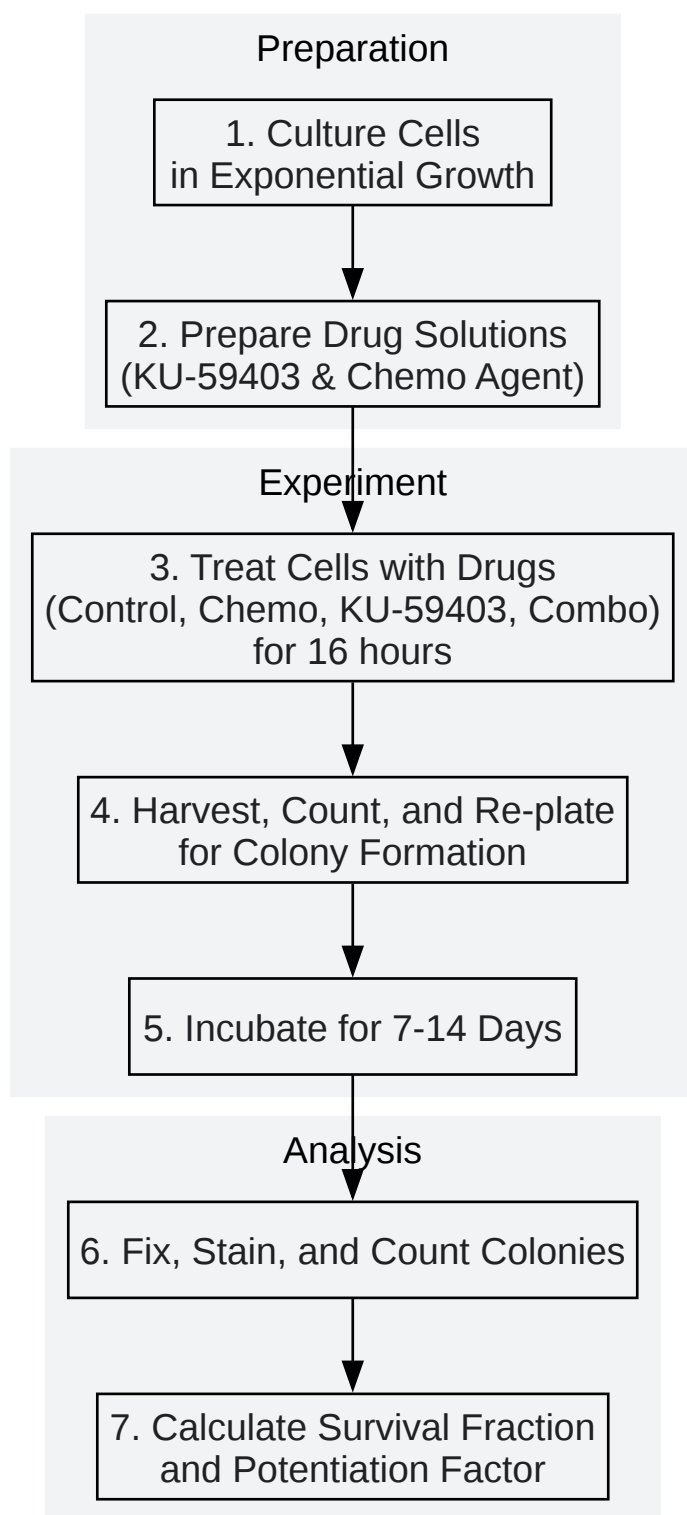 Preparation
1. Culture Cells
in Exponential Growth
2. Prepare Drug Solutions
(KU-59403 & Chemo Agent)
Experiment
3. Treat Cells with Drugs
(Control, Chemo, KU-59403, Combo)
for 16 hours
4. Harvest, Count, and Re-plate
for Colony Formation
5. Incubate for 7-14 Days
Analysis
6. Fix, Stain, and Count Colonies
7. Calculate Survival Fraction
and Potentiation Factor